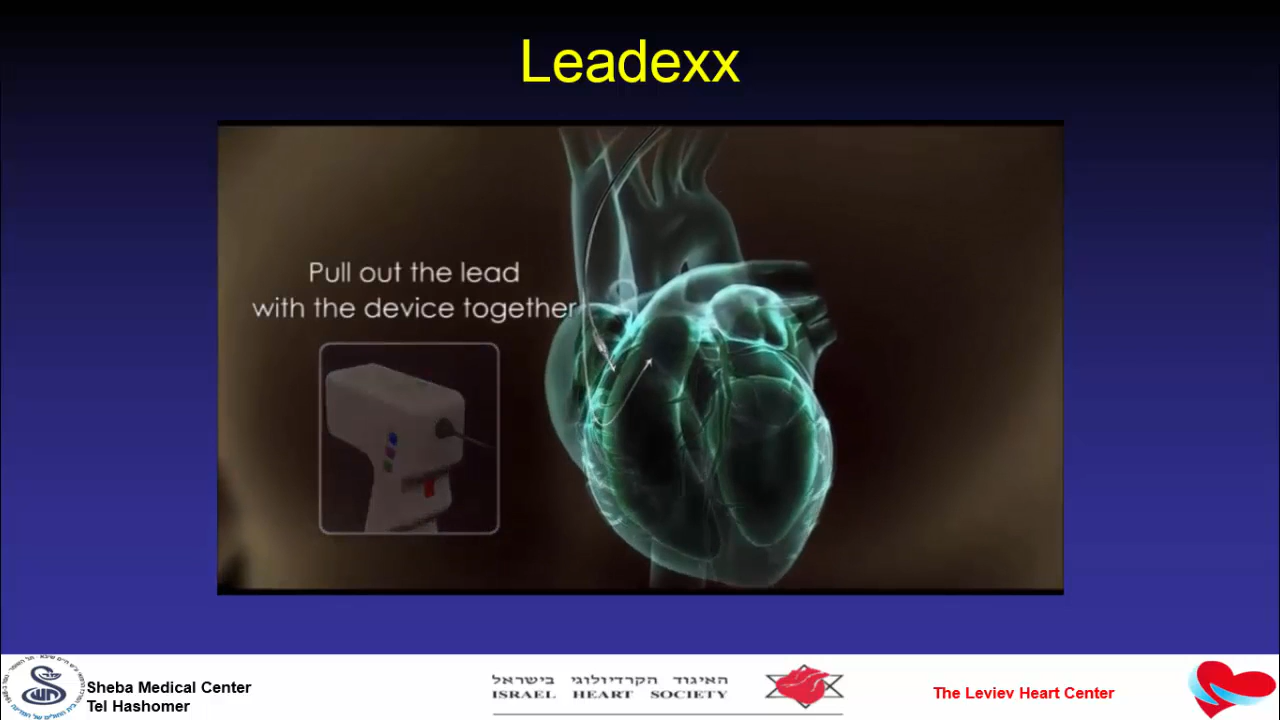 Leadexx
Pull out the lead
with the device together
Sheba Medical Center
Tel Hashomer
האיגוד הקרדיולוגי בישראל
ISRAEL HEART SOCIETY
The Leviev Heart Center